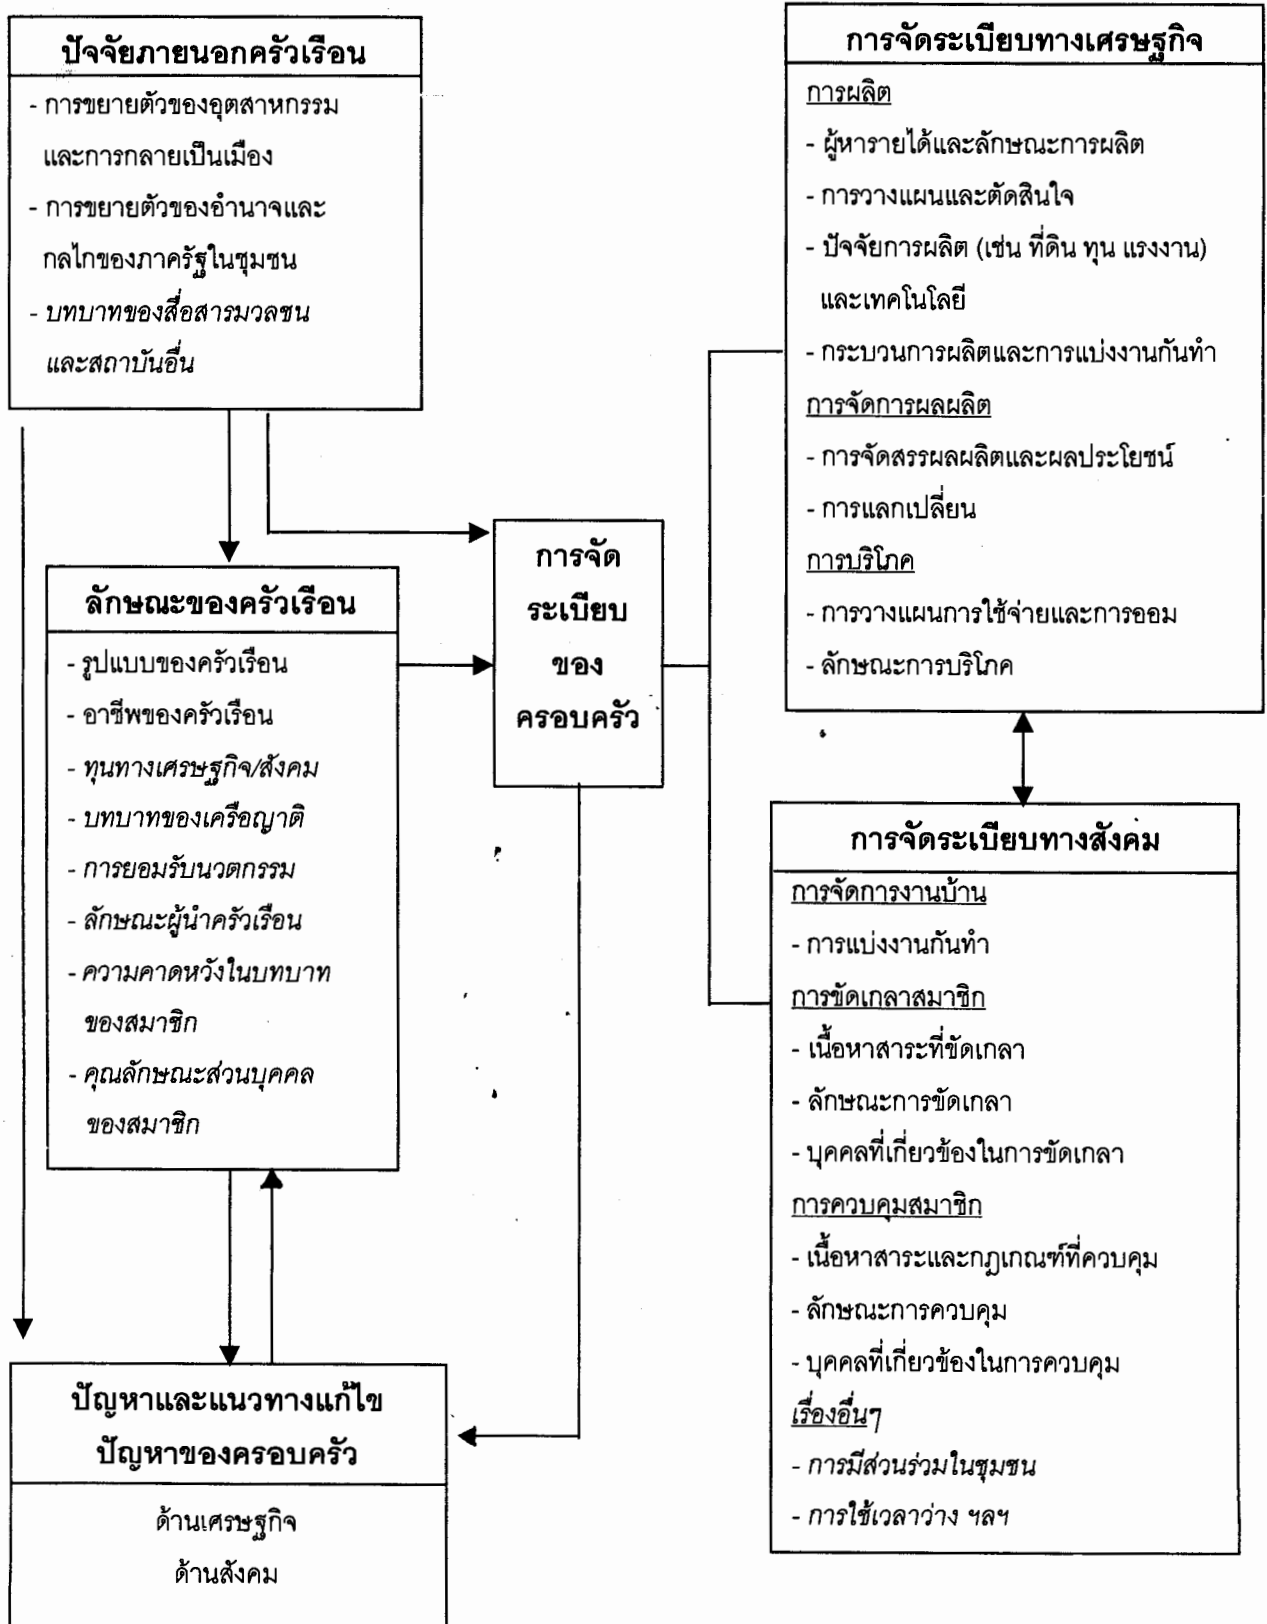 ปัจจัยภายนอกครัวเรือน
- การขยายตัวของอุตสาหกรรม
และการกลายเป็นเมือง
- การขยายตัวของอำนาจและ
กลไกของภาครัฐในชุมชน
- บทบาทของสื่อสารมวลชน
และสถาบันอื่น
ลักษณะของครัวเรือน
- รูปแบบของครัวเรือน
- อาชีพของครัวเรือน
- ทุนทางเศรษฐกิจ/สังคม
- บทบาทของเครือญาติ
- การยอมรับนวตกรรม
- ลักษณะผู้นำครัวเรือน
- ความคาดหวังในบทบาท
ของสมาชิก
- คุณลักษณะส่วนบุคคล
ของสมาชิก
ปัญหาและแนวทางแก้ไข
ปัญหาของครอบครัว
ด้านเศรษฐกิจ
ด้านสังคม
การจัด
ระเบียบ
ของ
ครอบครัว
การจัดระเบียบทางเศรษฐกิจ
การผลิต
- ผู้หารายได้และลักษณะการผลิต
- การวางแผนและตัดสินใจ
- ปัจจัยการผลิต (เช่น ที่ดิน ทุน แรงงาน)
และเทคโนโลยี
- กระบวนการผลิตและการแบ่งงานกันทำ
การจัดการผลผลิต
- การจัดสรรผลผลิตและผลประโยชน์
- การแลกเปลี่ยน
การบริโภค
- การวางแผนการใช้จ่ายและการออม
- ลักษณะการบริโภค
การจัดระเบียบทางสังคม
การจัดการงานบ้าน
- การแบ่งงานกันทำ
การขัดเกลาสมาชิก
- เนื้อหาสาระที่ขัดเกลา
- ลักษณะการขัดเกลา
- บุคคลที่เกี่ยวข้องในการขัดเกลา
การควบคุมสมาชิก
- เนื้อหาสาระและกฎเกณฑ์ที่ควบคุม
- ลักษณะการควบคุม
- บุคคลที่เกี่ยวข้องในการควบคุม
เรื่องอื่นๆ
- การมีส่วนร่วมในชุมชน
- การใช้เวลาว่าง ฯลฯ